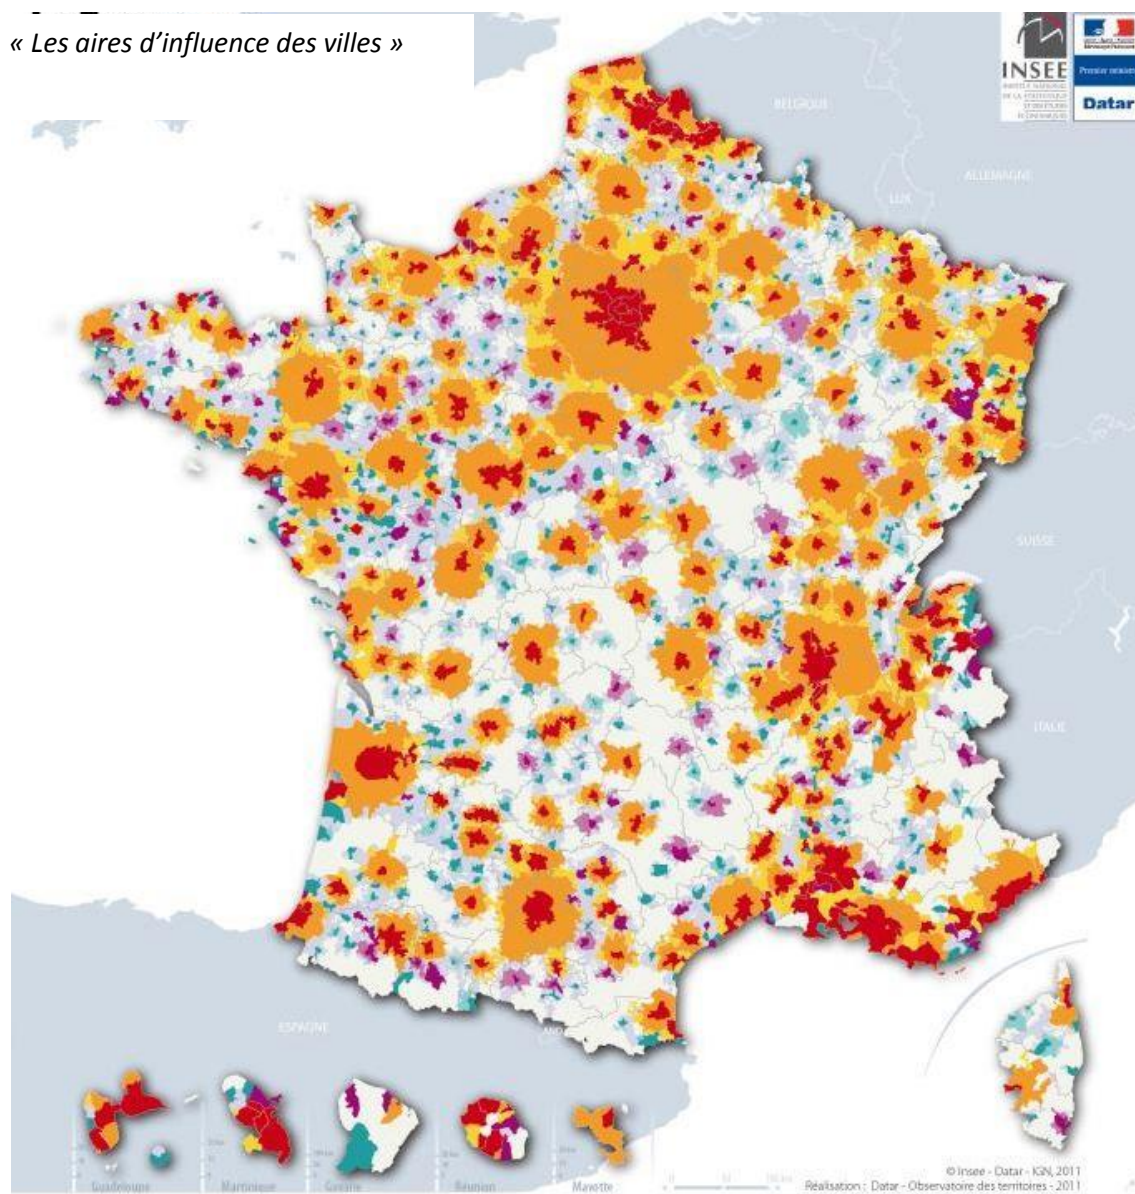 « Les aires d’influence des villes »
INSEE
Datar
BELGIQUE
ALLEMAGNE
LUX
SUISSE
ITALIE
ESPAGNE
AND
Guadeloupe
Martinique
Guyane
Réunion
Mayotte
© Insee - Datar - IGN, 2011
Réalisation : Datar - Observatoire des territoires - 2011